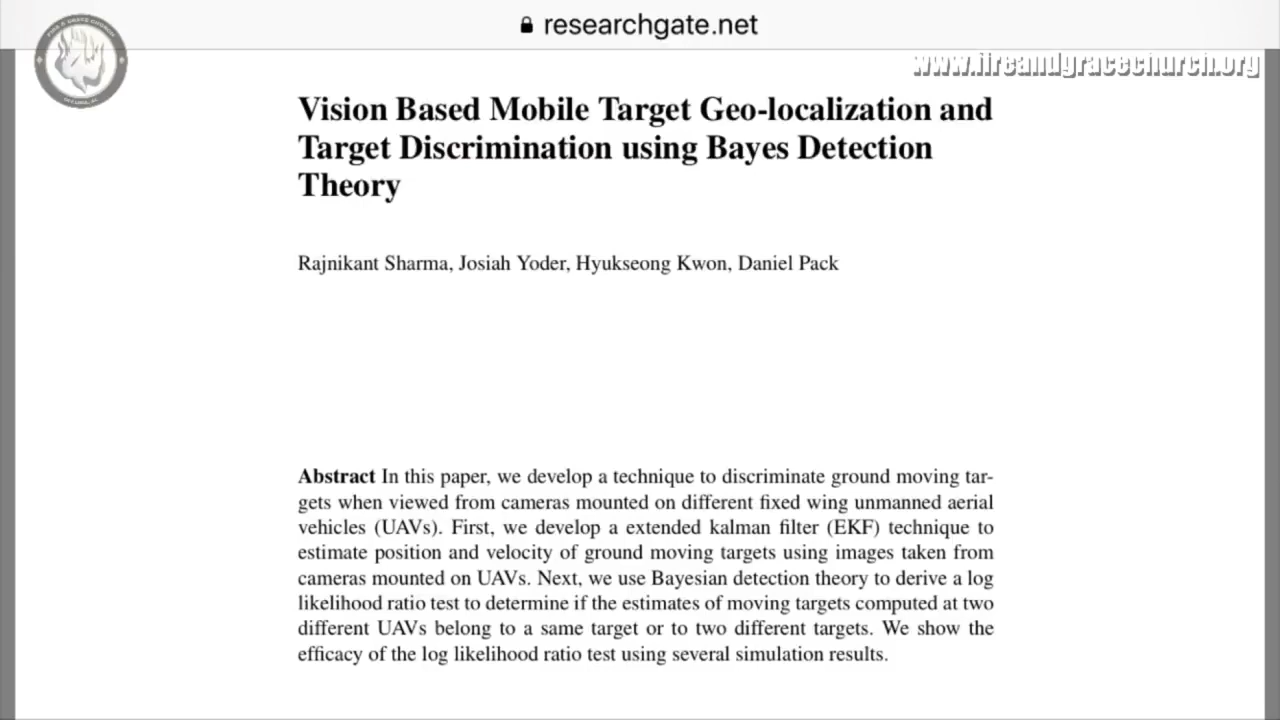 researchgate.net
www.fireandgracechurch.org
FIRE & GRACE CHURCH
Vision Based Mobile Target Geo-localization and
Target Discrimination using Bayes Detection
Theory
Rajnikant Sharma, Josiah Yoder, Hyukseong Kwon, Daniel Pack
Abstract In this paper, we develop a technique to discriminate ground moving tar-
gets when viewed from cameras mounted on different fixed wing unmanned aerial
vehicles (UAVs). First, we develop a extended kalman filter (EKF) technique to
estimate position and velocity of ground moving targets using images taken from
cameras mounted on UAVs. Next, we use Bayesian detection theory to derive a log
likelihood ratio test to determine if the estimates of moving targets computed at two
different UAVs belong to a same target or to two different targets. We show the
efficacy of the log likelihood ratio test using several simulation results.